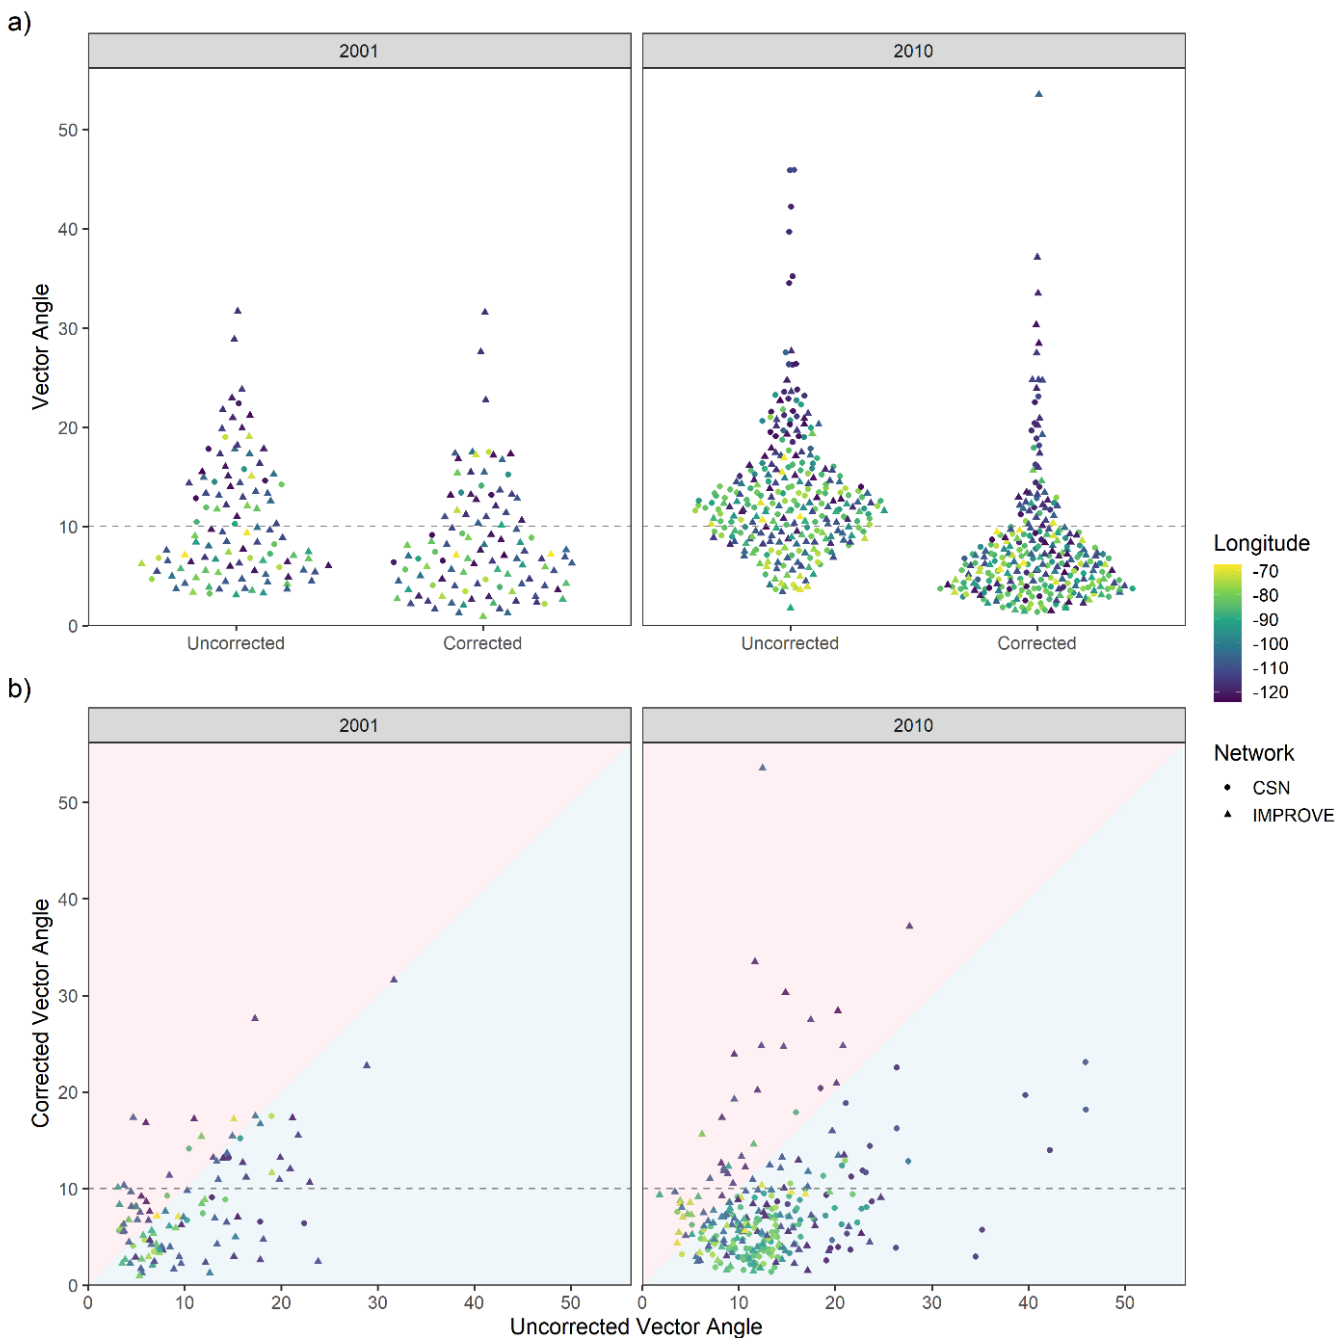 a)
2001
2010
Vector Angle
50
40
30
20
10
0
Uncorrected
Corrected
Uncorrected
Corrected
Longitude
-70
-80
-90
-100
-110
-120
Network
CSN
IMPROVE
b)
2001
2010
Corrected Vector Angle
50
40
30
20
10
0
0 10 20 30 40 50
0 10 20 30 40 50
Uncorrected Vector Angle